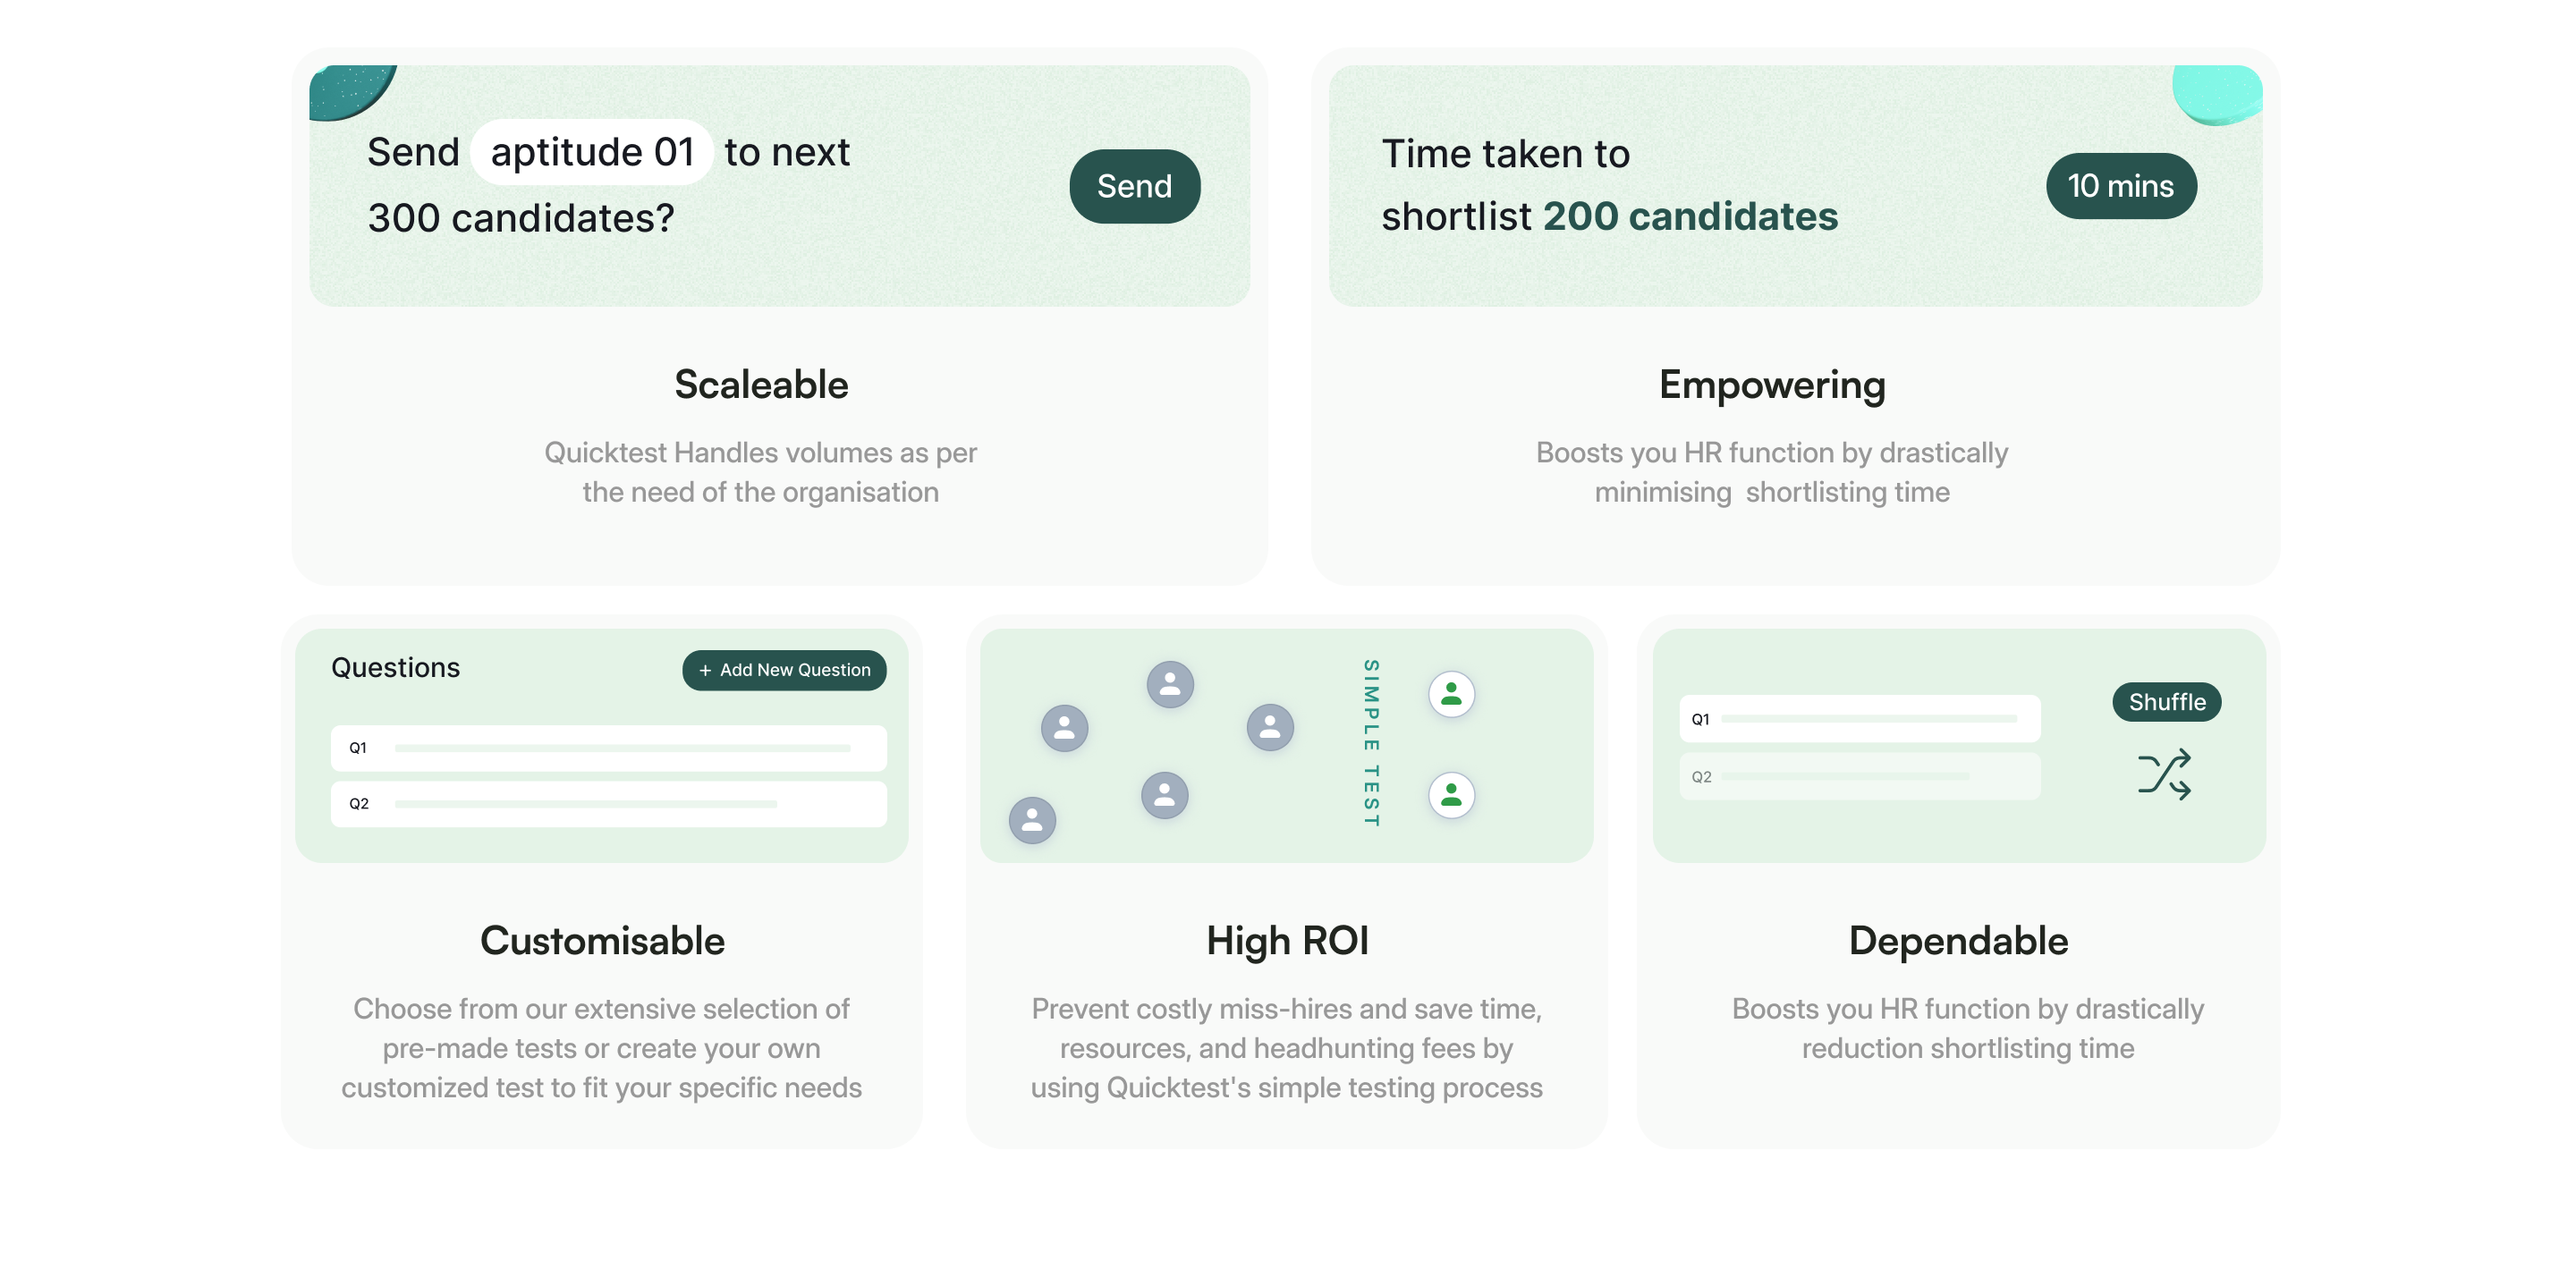 Send aptitude 01 to next
300 candidates?
Send
Time taken to
shortlist 200 candidates
10 mins
Scaleable
Quicktest Handles volumes as per
the need of the organisation
Empowering
Boosts you HR function by drastically
minimising  shortlisting time
Questions
+ Add New Question
Q1
Q2
SIMPLE TEST
Q1
Q2
Shuffle
Customisable
Choose from our extensive selection of
pre-made tests or create your own
customized test to fit your specific needs
High ROI
Prevent costly miss-hires and save time,
resources, and headhunting fees by
using Quicktest's simple testing process
Dependable
Boosts you HR function by drastically
reduction shortlisting time